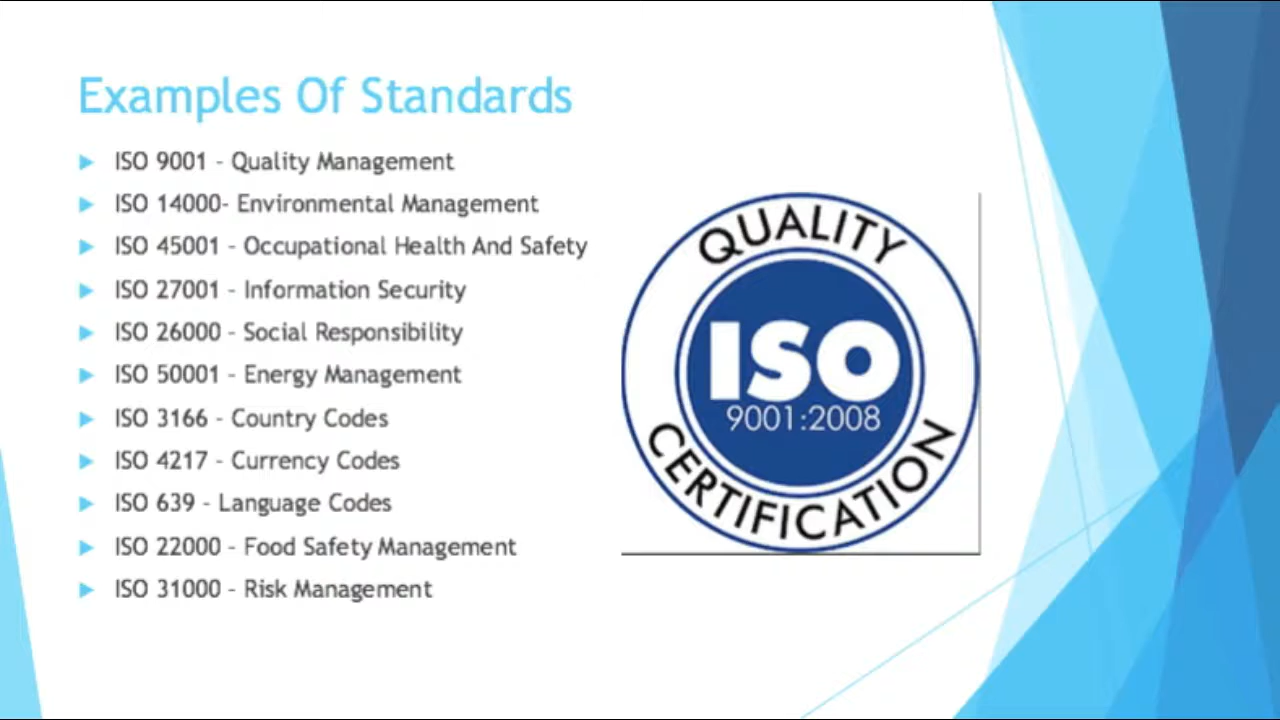 Examples Of Standards
ISO 9001 - Quality Management
ISO 14000- Environmental Management
ISO 45001 - Occupational Health And Safety
ISO 27001 - Information Security
ISO 26000 - Social Responsibility
ISO 50001 - Energy Management
ISO 3166 - Country Codes
ISO 4217 - Currency Codes
ISO 639 - Language Codes
ISO 22000 - Food Safety Management
ISO 31000 - Risk Management
QUALITY
ISO
9001:2008
CERTIFICATION